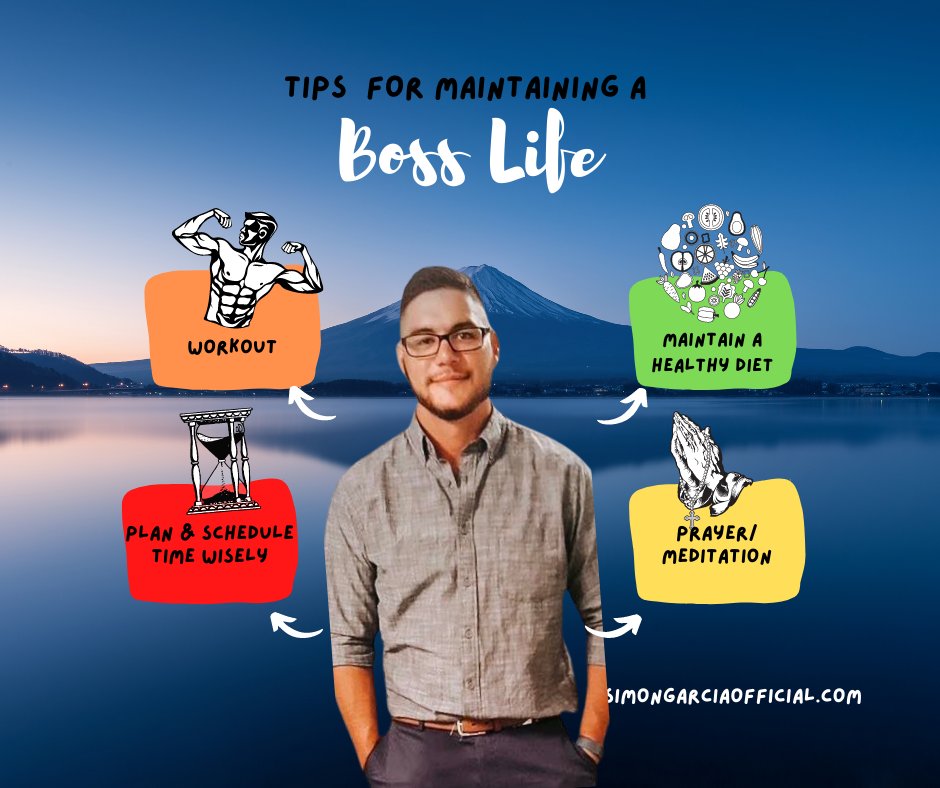 TIPS FOR MAINTAINING A
Boss Life
WORKOUT
MAINTAIN A
HEALTHY DIET
PLAN & SCHEDULE
TIME WISELY
PRAYER/
MEDITATION
SIMONGARCIAOFFICIAL.COM